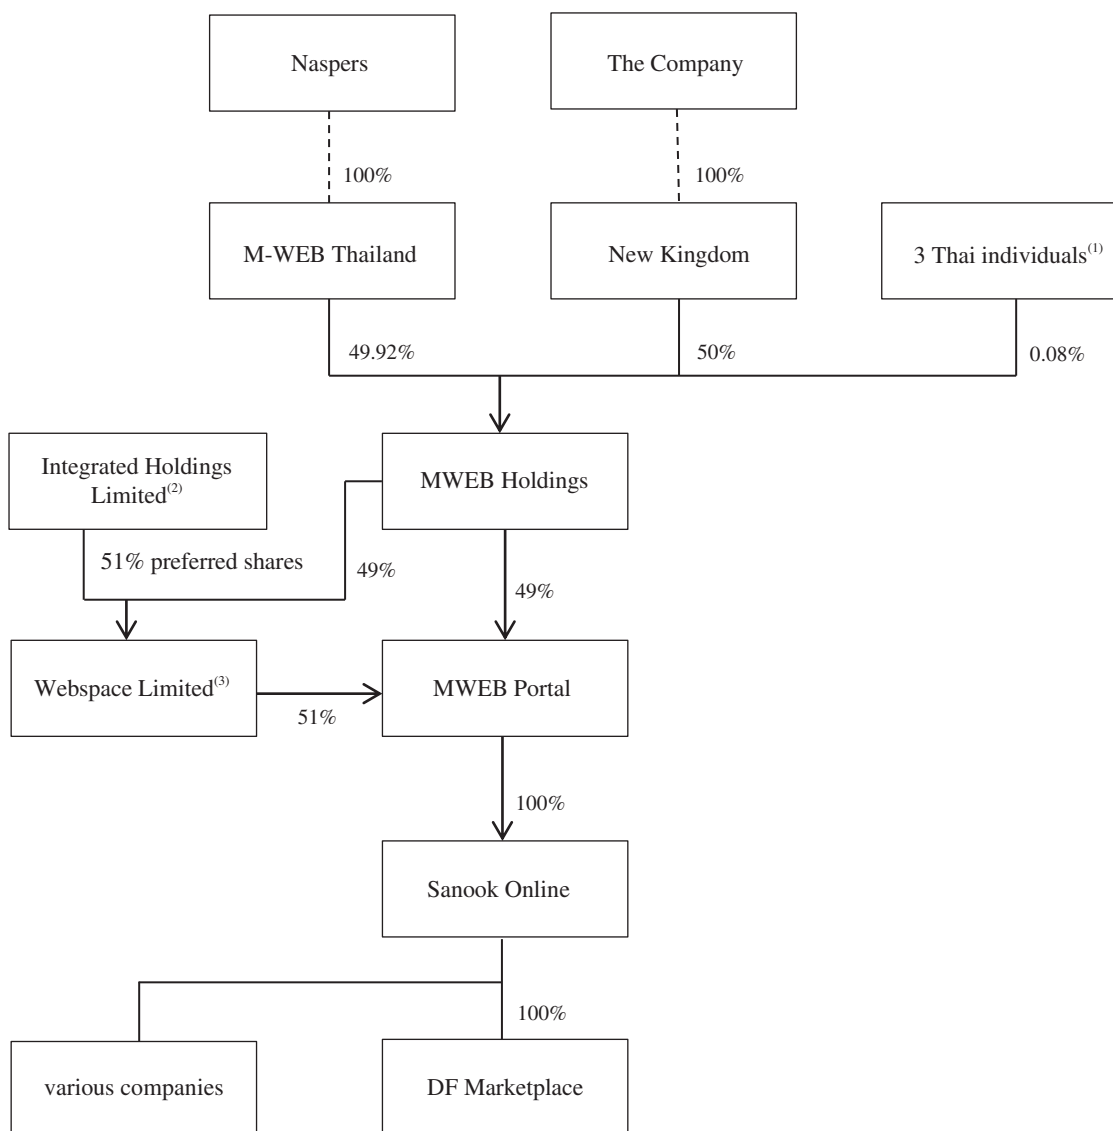 Naspers
The Company
100%
100%
M-WEB Thailand
New Kingdom
3 Thai individuals(1)
49.92%
50%
0.08%
Integrated Holdings
Limited(2)
MWEB Holdings
51% preferred shares
49%
49%
Webspace Limited(3)
MWEB Portal
51%
100%
Sanook Online
100%
various companies
DF Marketplace